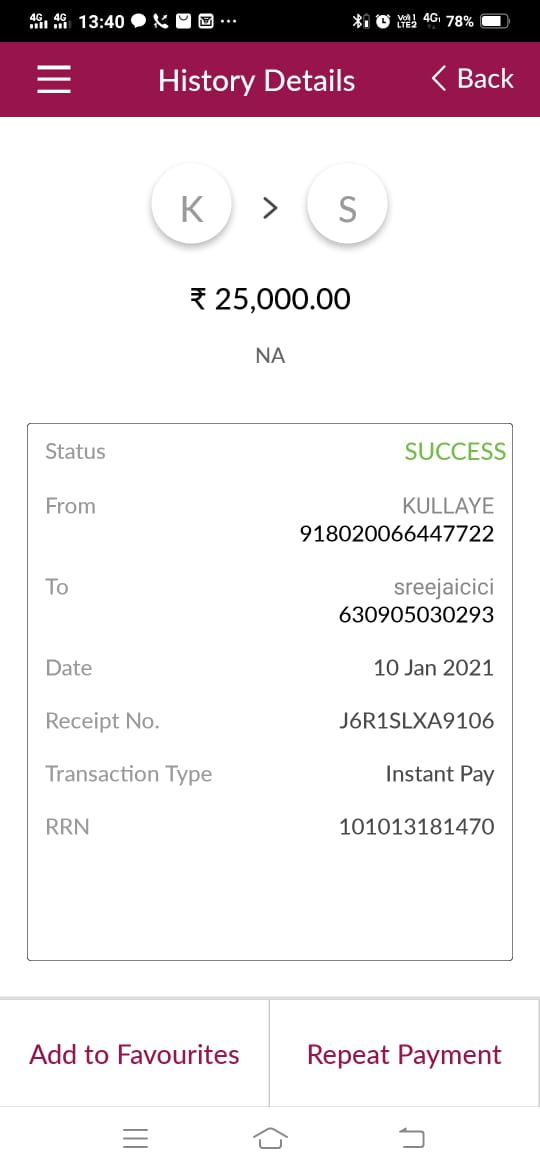 4G 4G 13:40 ... VoLTE2 4G 78%
History Details
Back
K > S
₹ 25,000.00
NA
Status SUCCESS
From KULLAYE
918020066447722
To sreejaicici
630905030293
Date 10 Jan 2021
Receipt No. J6R1SLXA9106
Transaction Type Instant Pay
RRN 101013181470
Add to Favourites Repeat Payment